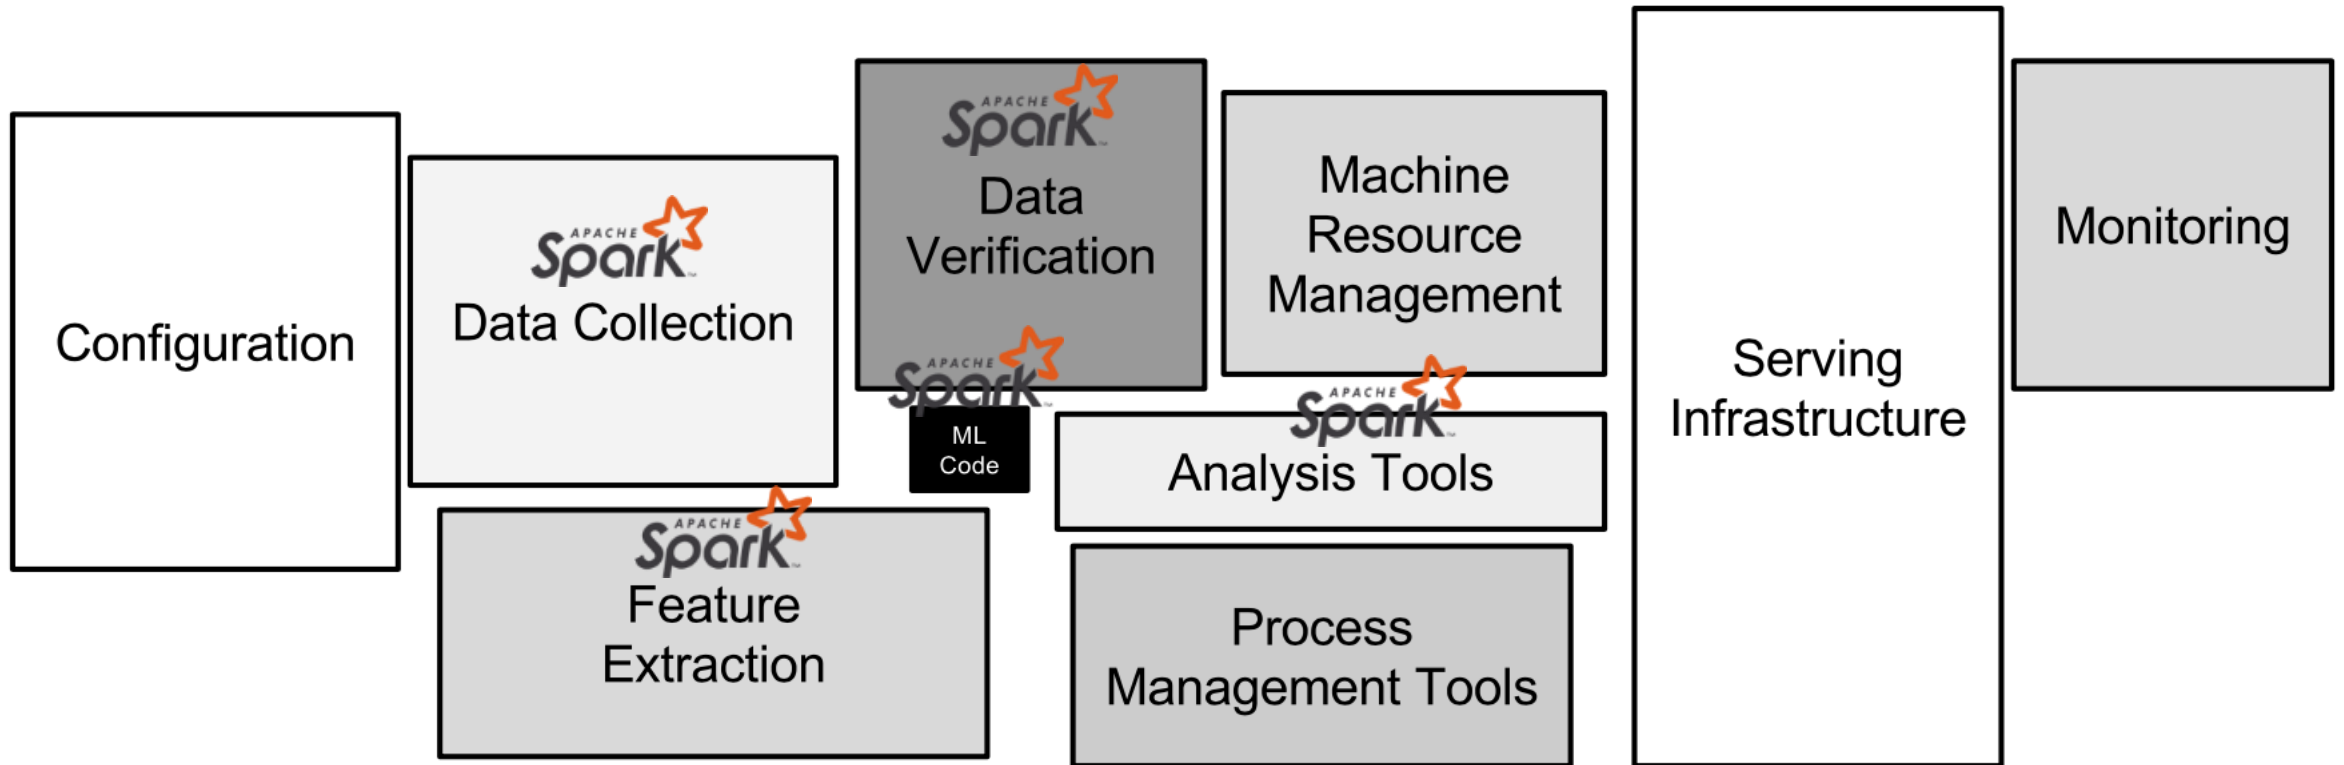 Configuration
APACHE
Spark
Data Collection
APACHE
Spark
Feature
Extraction
APACHE
Spark
Data
Verification
APACHE
Spark
ML
Code
Machine
Resource
Management
APACHE
Spark
Analysis Tools
Process
Management Tools
Serving
Infrastructure
Monitoring